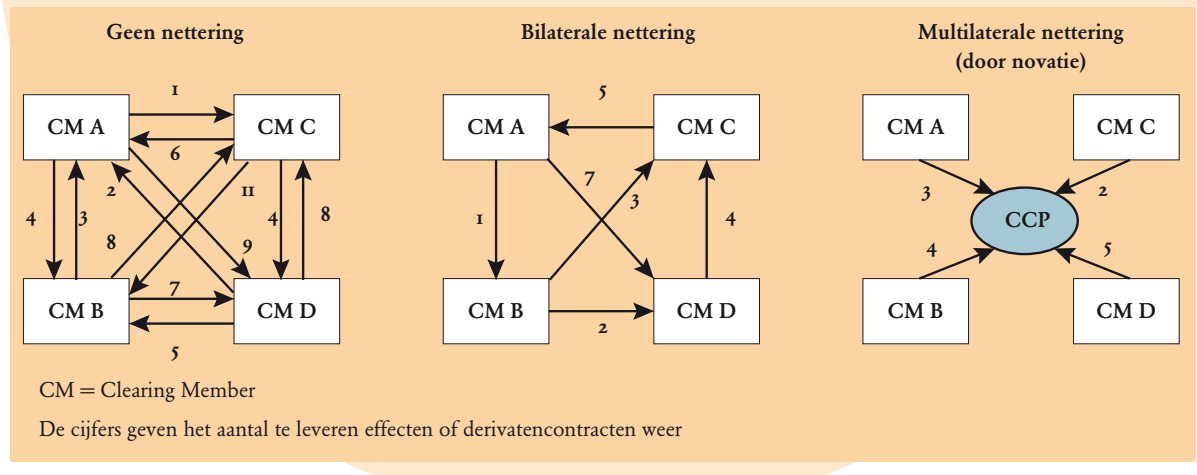 Geen nettering
Bilaterale nettering
Multilaterale nettering
(door novatie)
1
CM A
CM C
6
2
11
4
3
4
8
8
9
7
CM B
CM D
5
5
CM A
CM C
7
1
3
4
CM B
CM D
2
CM A
CM C
3
2
CCP
4
5
CM B
CM D
CM = Clearing Member
De cijfers geven het aantal te leveren effecten of derivatencontracten weer